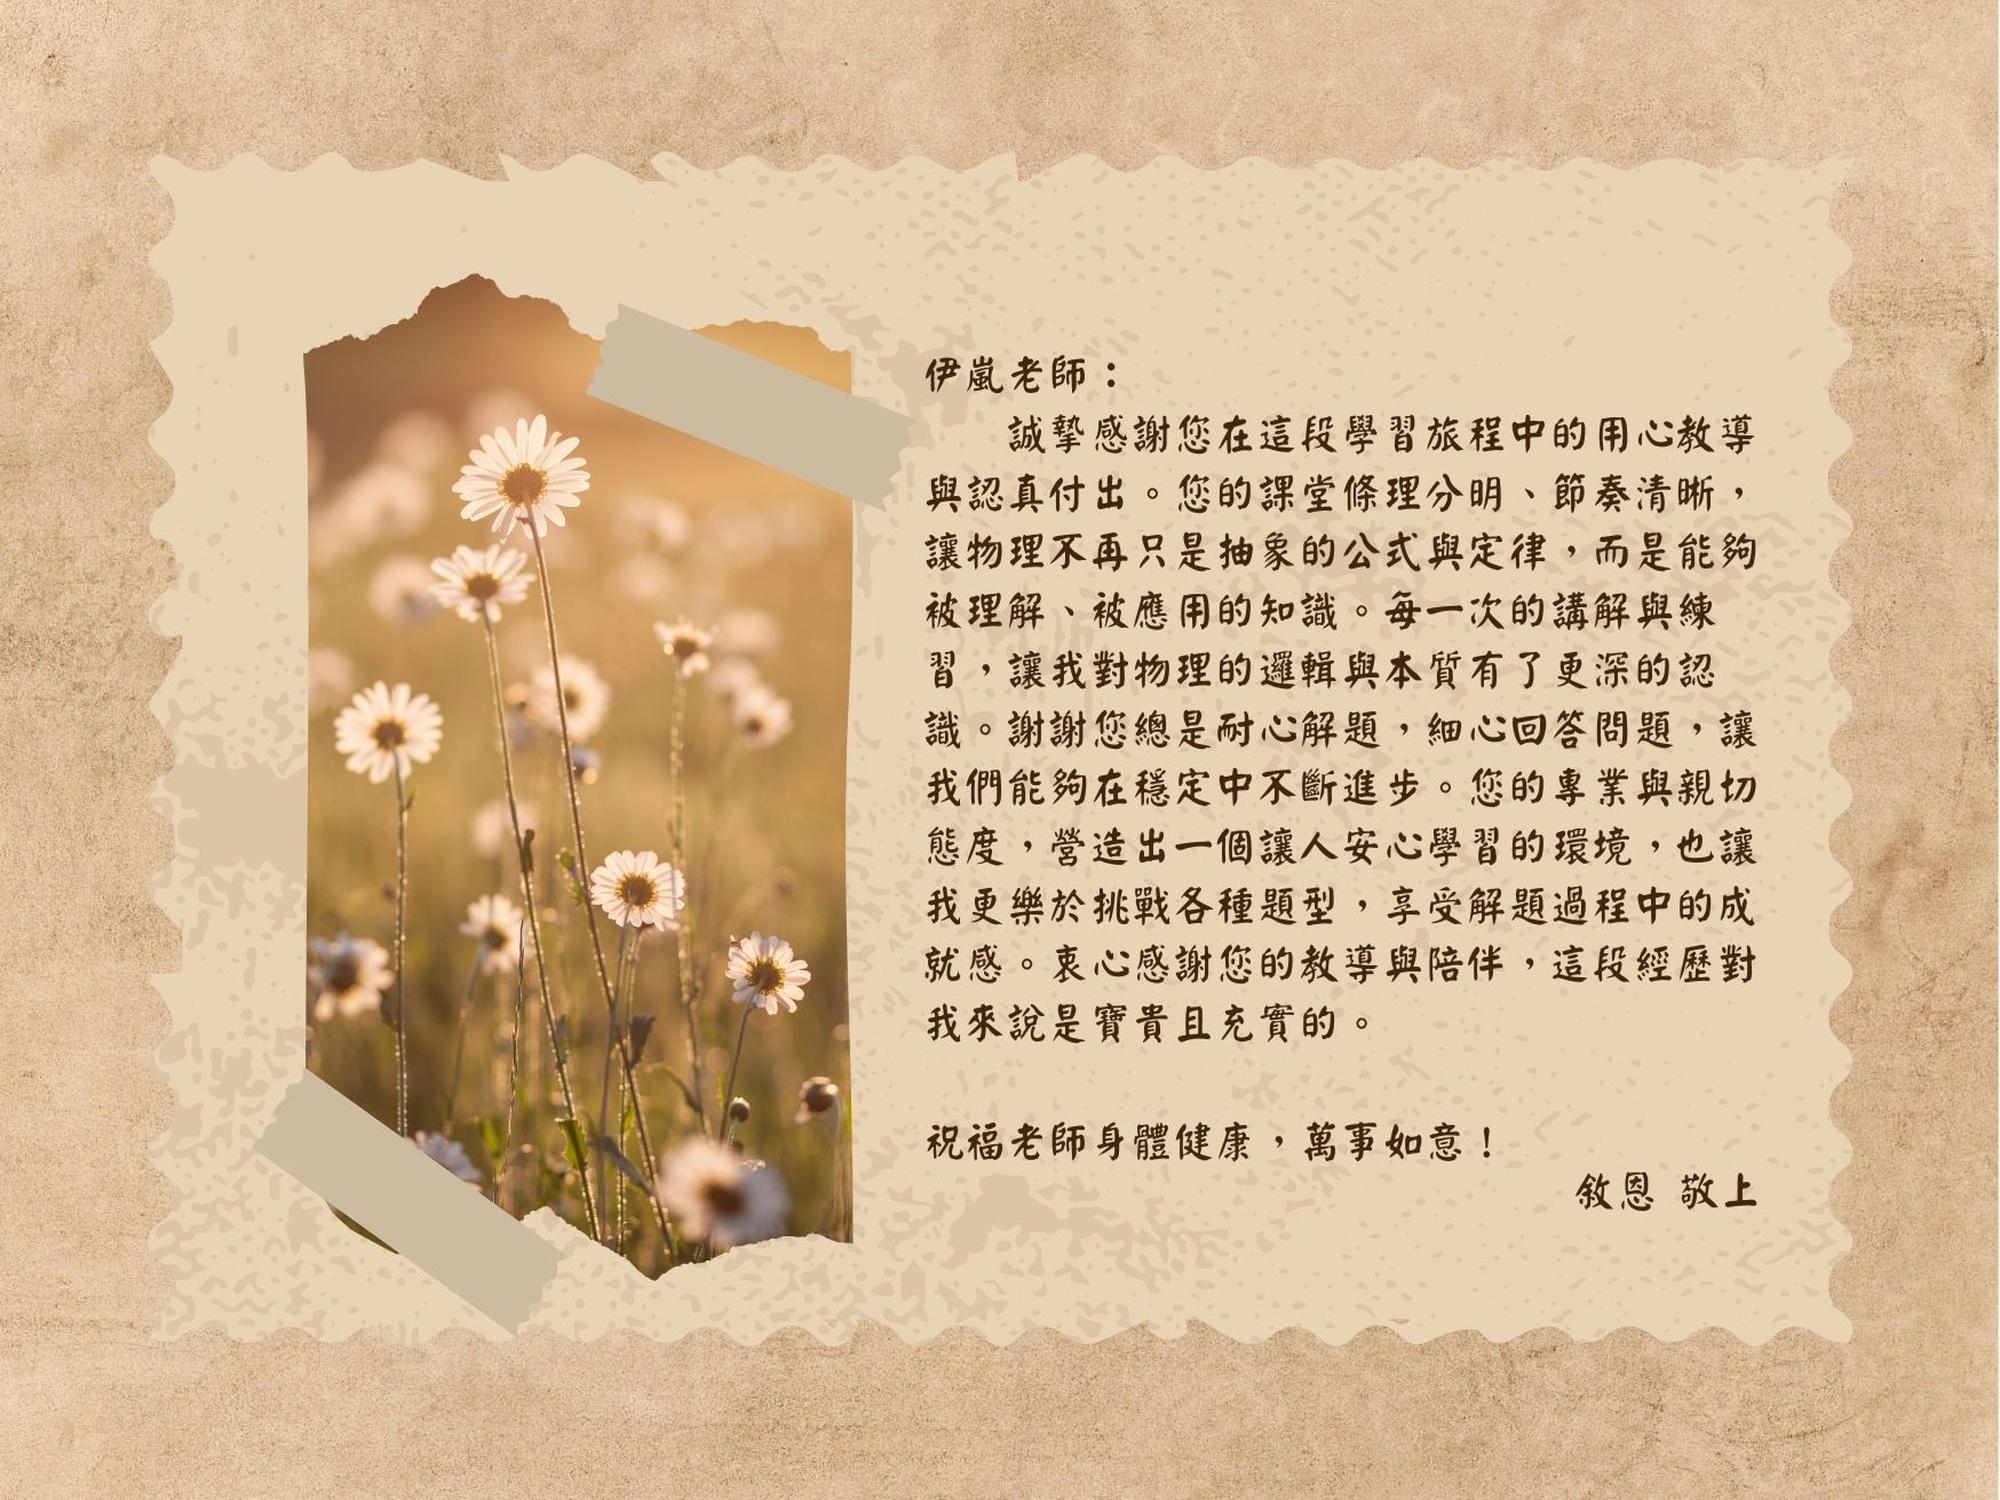 伊嵐老師：
誠摯感謝您在這段學習旅程中的用心教導
與認真付出。您的課堂條理分明、節奏清晰，
讓物理不再只是抽象的公式與定律，而是能夠
被理解、被應用的知識。每一次的講解與練
習，讓我對物理的邏輯與本質有了更深的認
識。謝謝您總是耐心解題，細心回答問題，讓
我們能夠在穩定中不斷進步。您的專業與親切
態度，營造出一個讓人安心學習的環境，也讓
我更樂於挑戰各種題型，享受解題過程中的成
就感。衷心感謝您的教導與陪伴，這段經歷對
我來說是寶貴且充實的。
祝福老師身體健康，萬事如意！
敘恩 敬上